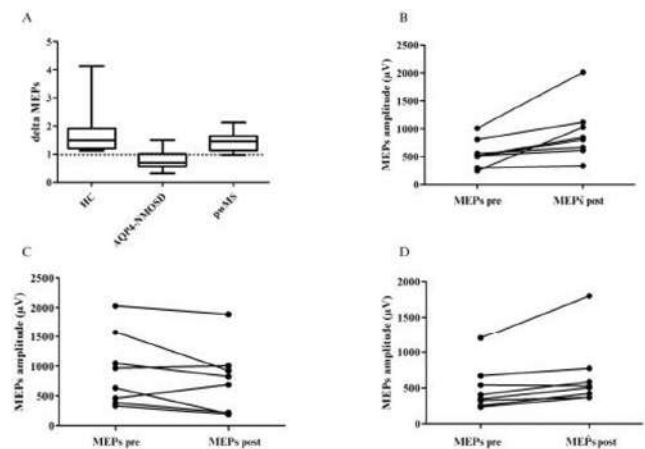 A
delta MEPs
5
4
3
2
1
0
HC
AQP4-NMOSD
pwMS
B
MEPs amplitude (µV)
2500
2000
1500
1000
500
0
MEPs pre
MEPs post
C
MEPs amplitude (µV)
2500
2000
1500
1000
500
0
MEPs pre
MEPs post
D
MEPs amplitude (µV)
2500
2000
1500
1000
500
0
MEPs pre
MEPs post